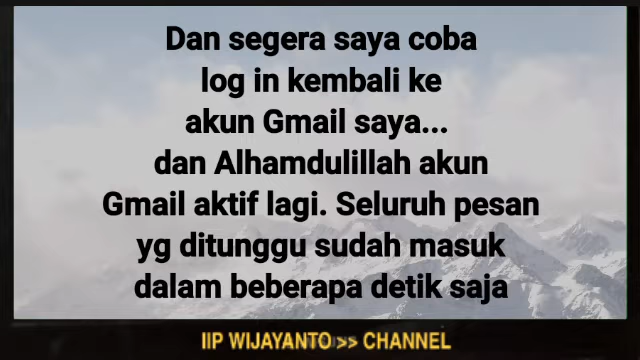 Dan segera saya coba
log in kembali ke
akun Gmail saya...
dan Alhamdulillah akun
Gmail aktif lagi. Seluruh pesan
yg ditunggu sudah masuk
dalam beberapa detik saja
IIP WIJAYANTO >> CHANNEL